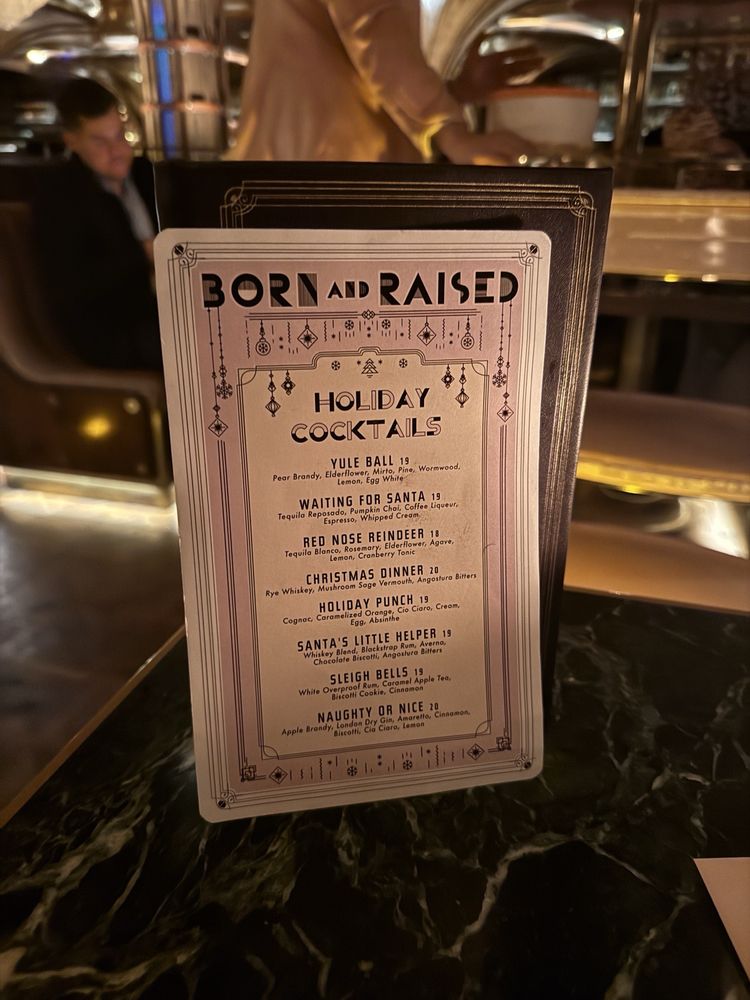 BORN AND RAISED
HOLIDAY
COCKTAILS
YULE BALL 19
Pear Brandy, Elderflower, Mirto, Pine, Wormwood,
Lemon, Egg White
WAITING FOR SANTA 19
Tequila Reposado, Pumpkin Chai, Coffee Liqueur,
Espresso, Whipped Cream
RED NOSE REINDEER 18
Tequila Blanco, Rosemary, Elderflower, Agave,
Lemon, Cranberry Tonic
CHRISTMAS DINNER 20
Rye Whiskey, Mushroom Sage Vermouth, Angostura Bitters
HOLIDAY PUNCH 19
Cognac, Caramelized Orange, Cio Ciaro, Cream,
Egg, Absinthe
SANTA'S LITTLE HELPER 19
Whiskey Blend, Blackstrap Rum, Averna,
Chocolate Biscotti, Angostura Bitters
SLEIGH BELLS 19
White Overproof Rum, Caramel Apple Tea,
Biscotti Cookie, Cinnamon
NAUGHTY OR NICE 20
Apple Brandy, London Dry Gin, Amaretto, Cinnamon,
Biscotti, Cia Ciaro, Lemon